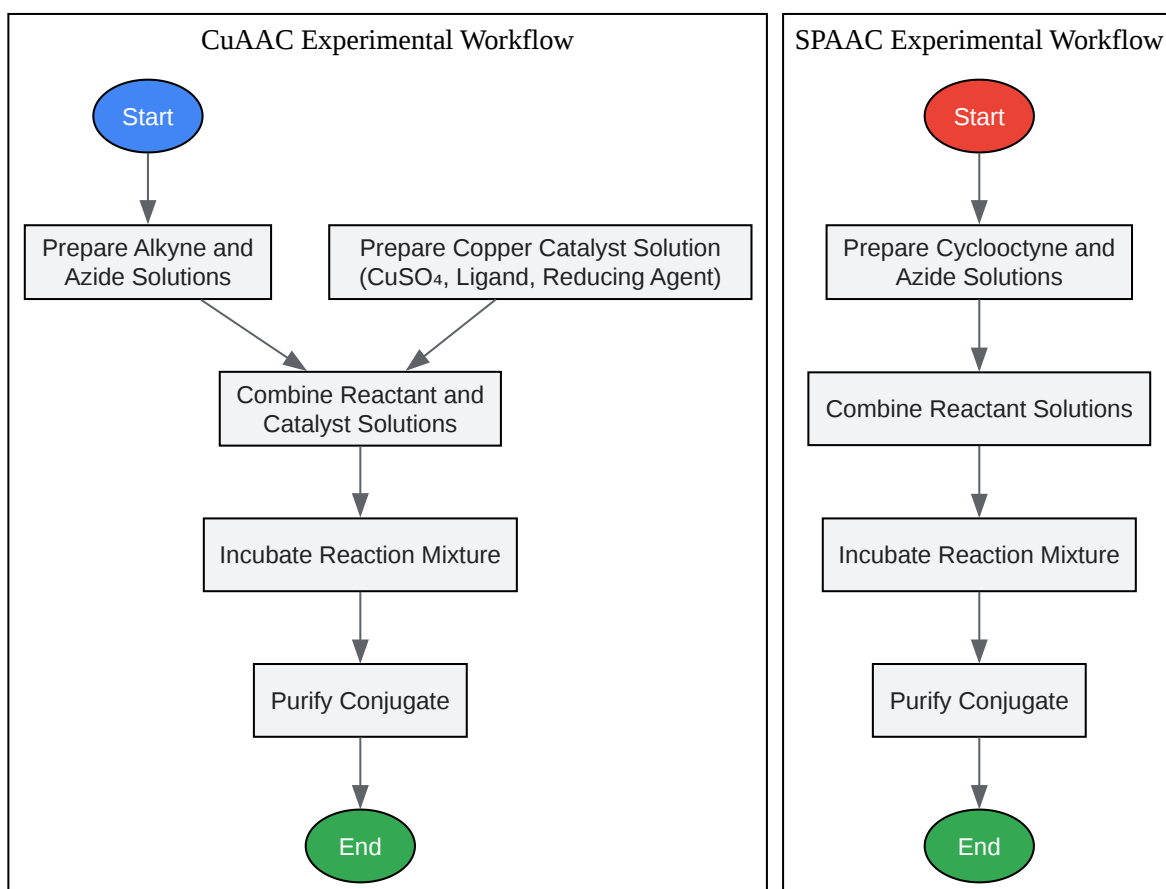 CuAAC Experimental Workflow
Start
Prepare Alkyne and
Azide Solutions
Prepare Copper Catalyst Solution
(CuSO₄, Ligand, Reducing Agent)
Combine Reactant and
Catalyst Solutions
Incubate Reaction Mixture
Purify Conjugate
End
SPAAC Experimental Workflow
Start
Prepare Cyclooctyne and
Azide Solutions
Combine Reactant Solutions
Incubate Reaction Mixture
Purify Conjugate
End